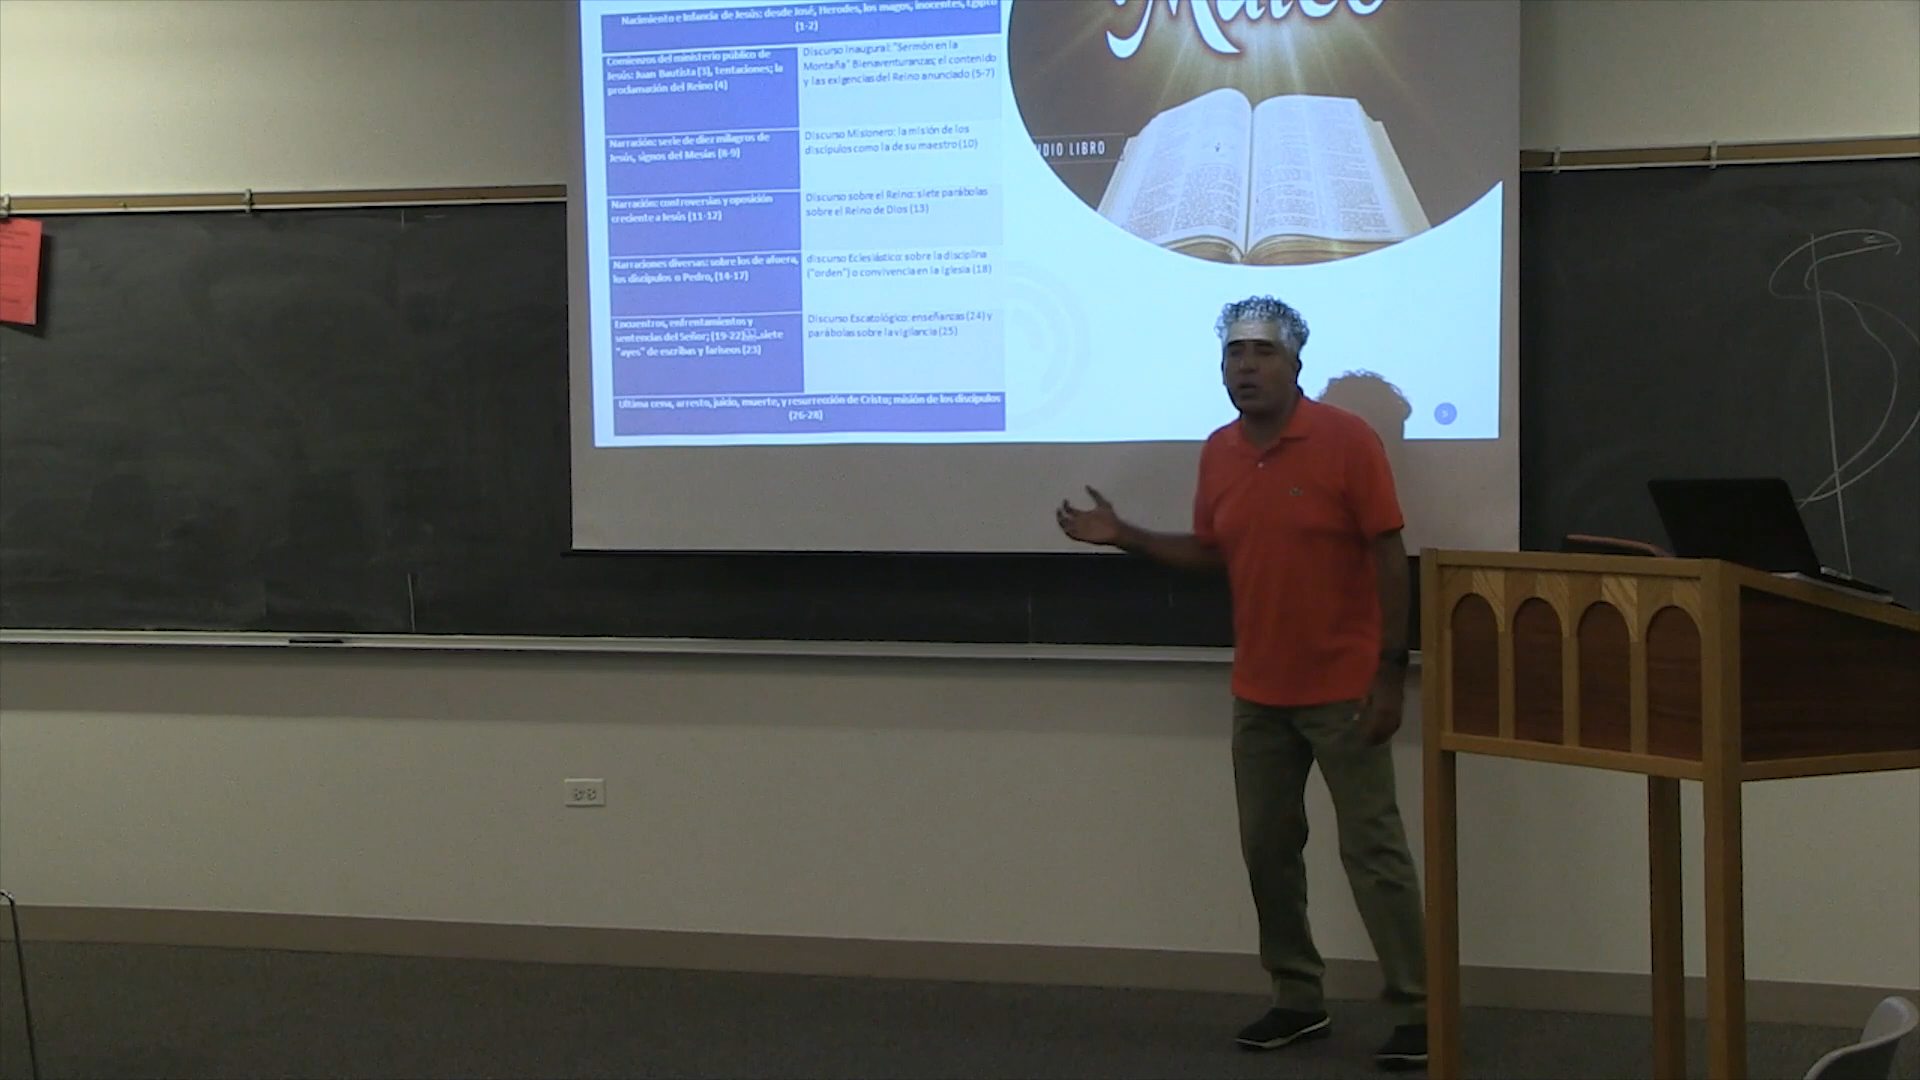 Nacimiento e Infancia de Jesús: desde José, Herodes, los magos, inocentes, Egipto
(1-2)
Comienzos del ministerio público de
Jesús: Juan Bautista (3), tentaciones; la
proclamación del Reino (4)
Discurso inaugural: "Sermón en la
Montaña" Bienaventuranzas; el contenido
y las exigencias del Reino anunciado (5-7)
Narración: serie de diez milagros de
Jesús, signos del Mesías (8-9)
Discurso Misionero: la misión de los
discípulos como la de su maestro (10)
Narración: controversias y oposición
creciente a Jesús (11-12)
Discurso sobre el Reino: siete parábolas
sobre el Reino de Dios (13)
Narraciones diversas: sobre los de afuera,
los discípulos o Pedro, (14-17)
discurso Eclesiástico: sobre la disciplina
("orden") o convivencia en la iglesia (18)
Encuentros, enfrentamientos y
sentencias del Señor; (19-22) ...siete
"ayes" de escribas y fariseos (23)
Discurso Escatológico: enseñanzas (24) y
parábolas sobre la vigilancia (25)
Ultima cena, arresto, juicio, muerte, y resurrección de Cristo; misión de los discípulos
(26-28)
Mateo
UDIO LIBRO